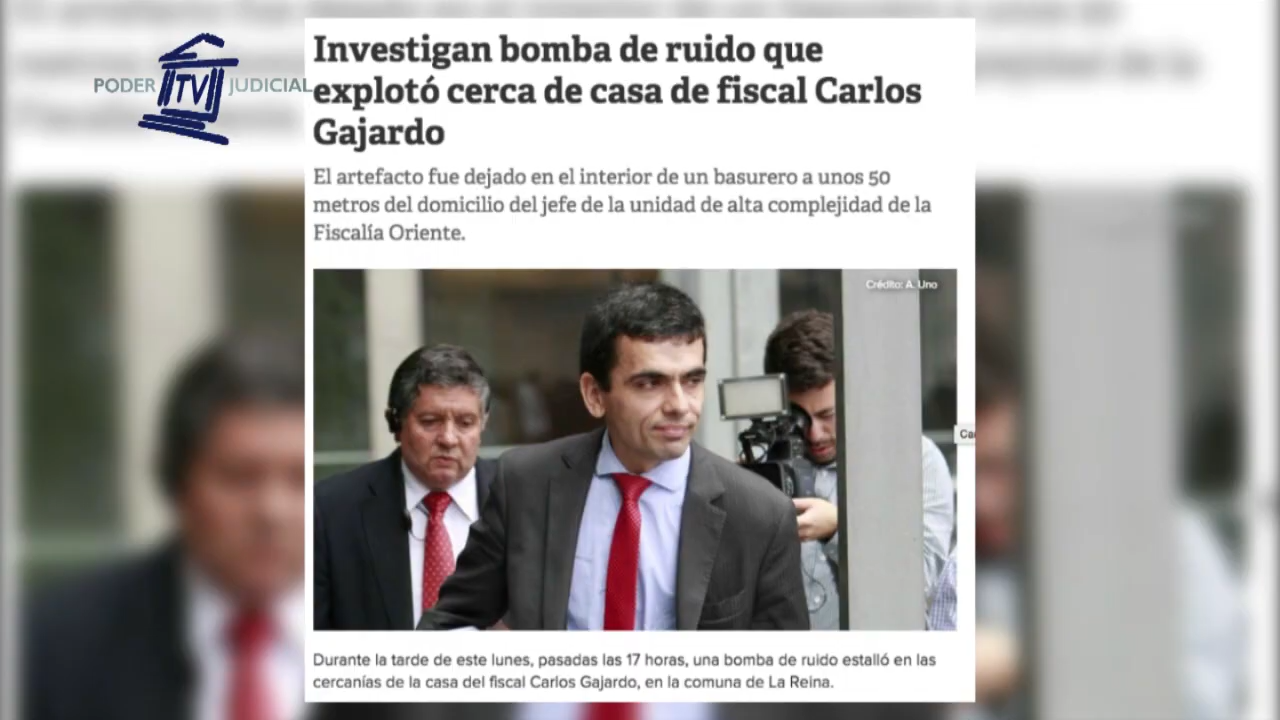 Investigan bomba de ruido que
explotó cerca de casa de fiscal Carlos
Gajardo
PODER TV JUDICIAL
El artefacto fue dejado en el interior de un basurero a unos 50
metros del domicilio del jefe de la unidad de alta complejidad de la
Fiscalía Oriente.
Crédito: A. Uno
Durante la tarde de este lunes, pasadas las 17 horas, una bomba de ruido estalló en las
cercanías de la casa del fiscal Carlos Gajardo, en la comuna de La Reina.